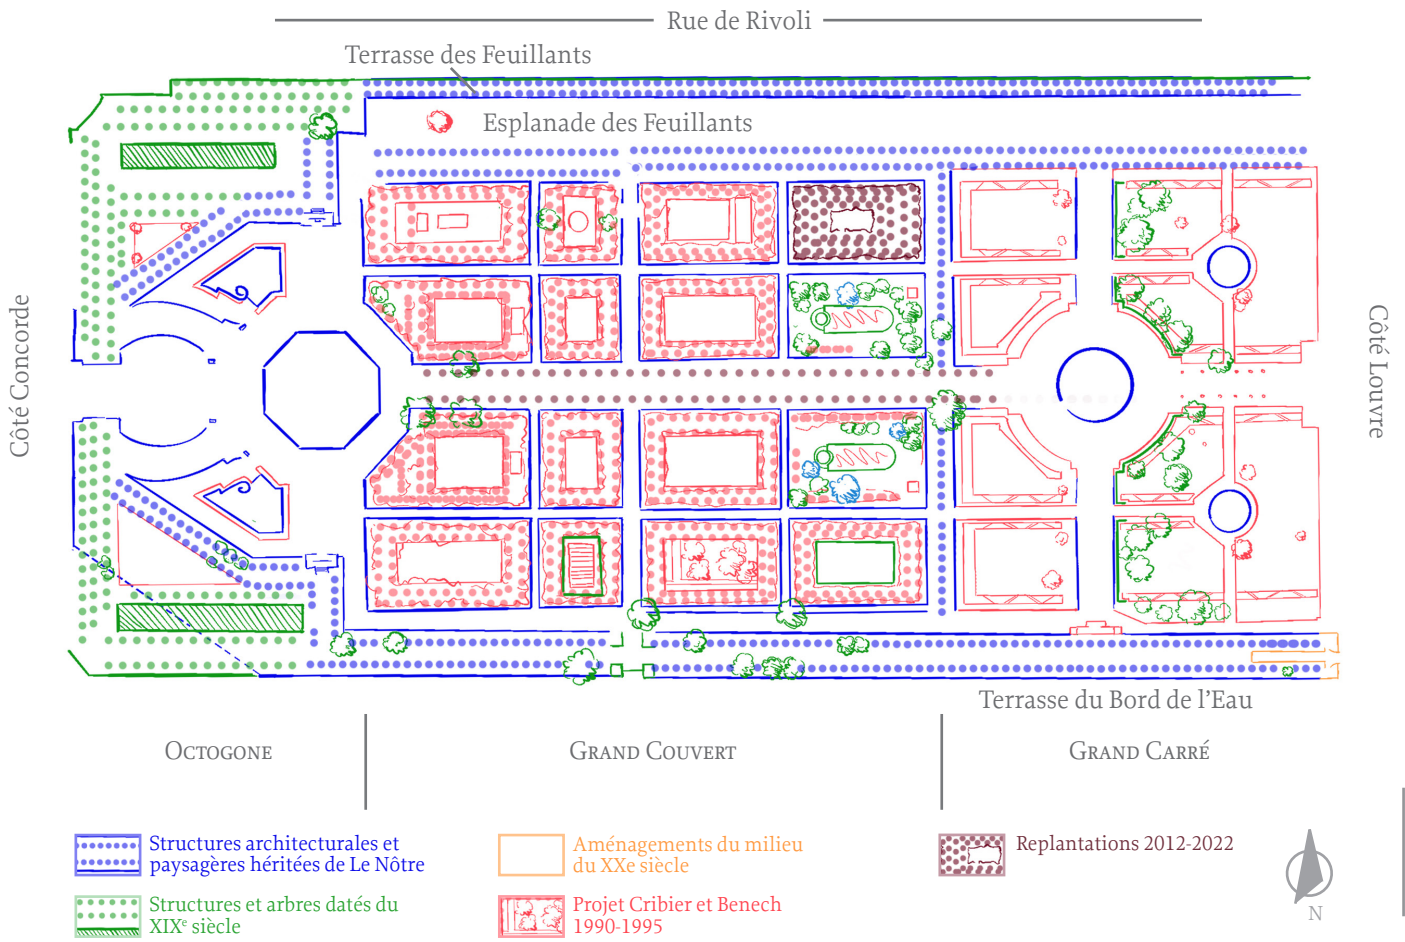 Rue de Rivoli
Terrasse des Feuillants
Esplanade des Feuillants
Côté Concorde
Côté Louvre
Terrasse du Bord de l'Eau
Octogone
Grand Couvert
Grand Carré
Structures architecturales et
paysagères héritées de Le Nôtre
Structures et arbres datés du
XIXe siècle
Aménagements du milieu
du XXe siècle
Projet Cribier et Benech
1990-1995
Replantations 2012-2022
N